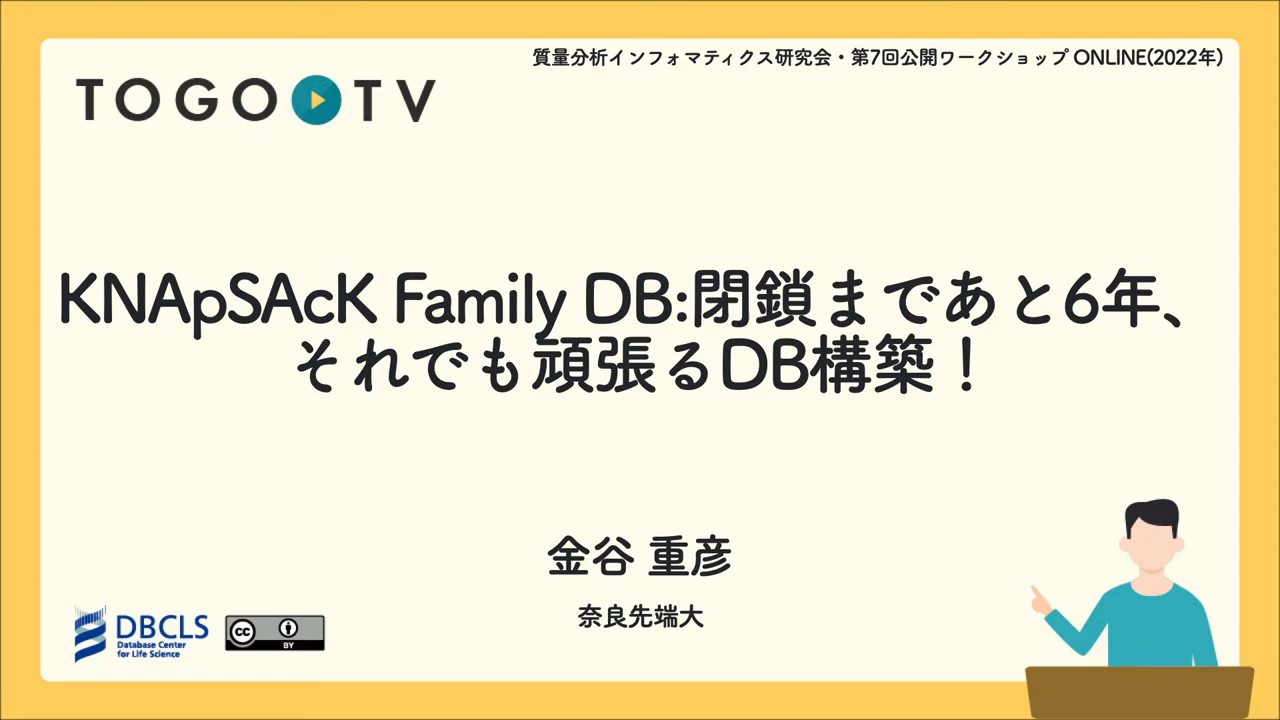 質量分析インフォマティクス研究会・第7回公開ワークショップ ONLINE(2022年)
TOGO TV
KNApSAcK Family DB:閉鎖まであと6年、
それでも頑張るDB構築！
金谷 重彦
奈良先端大
DBCLS
Database Center
for Life Science
cc
BY